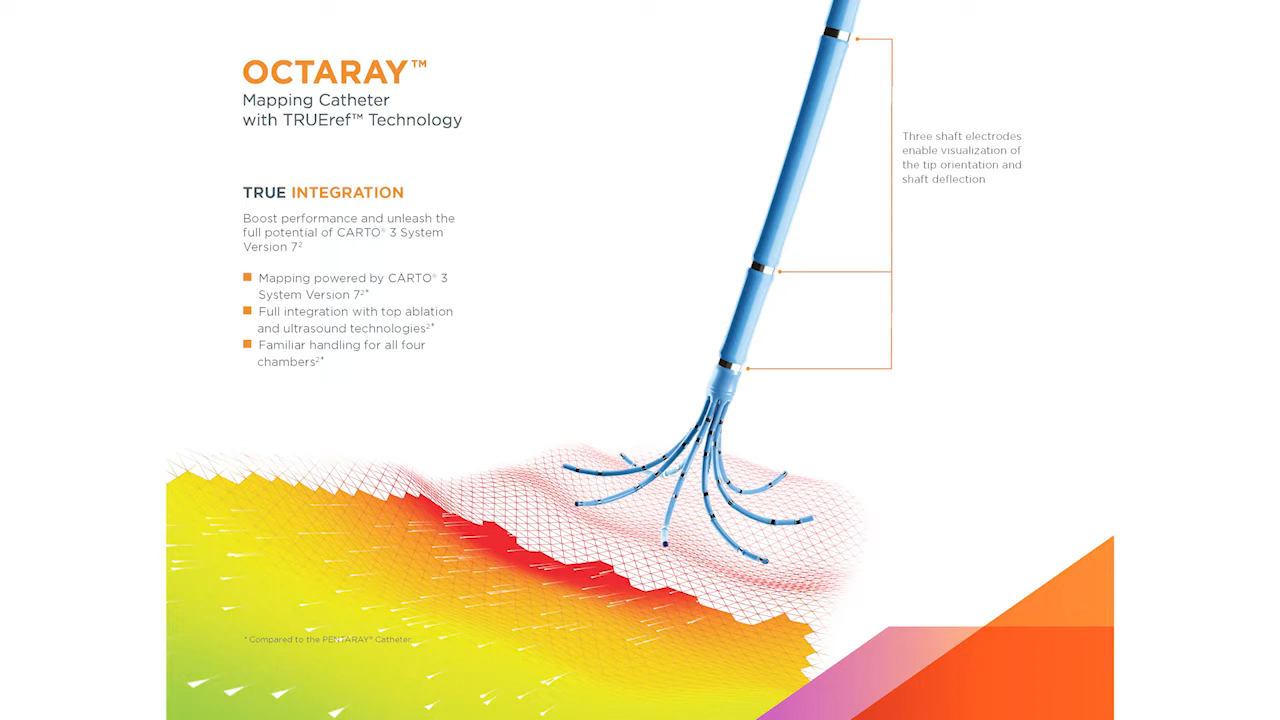 OCTARAY™
Mapping Catheter
with TRUEref™ Technology
TRUE INTEGRATION
Boost performance and unleash the
full potential of CARTO® 3 System
Version 7²
Mapping powered by CARTO® 3
System Version 7²*
Full integration with top ablation
and ultrasound technologies²*
Familiar handling for all four
chambers²*
Three shaft electrodes
enable visualization of
the tip orientation and
shaft deflection
* Compared to the PENTARAY® Catheter.